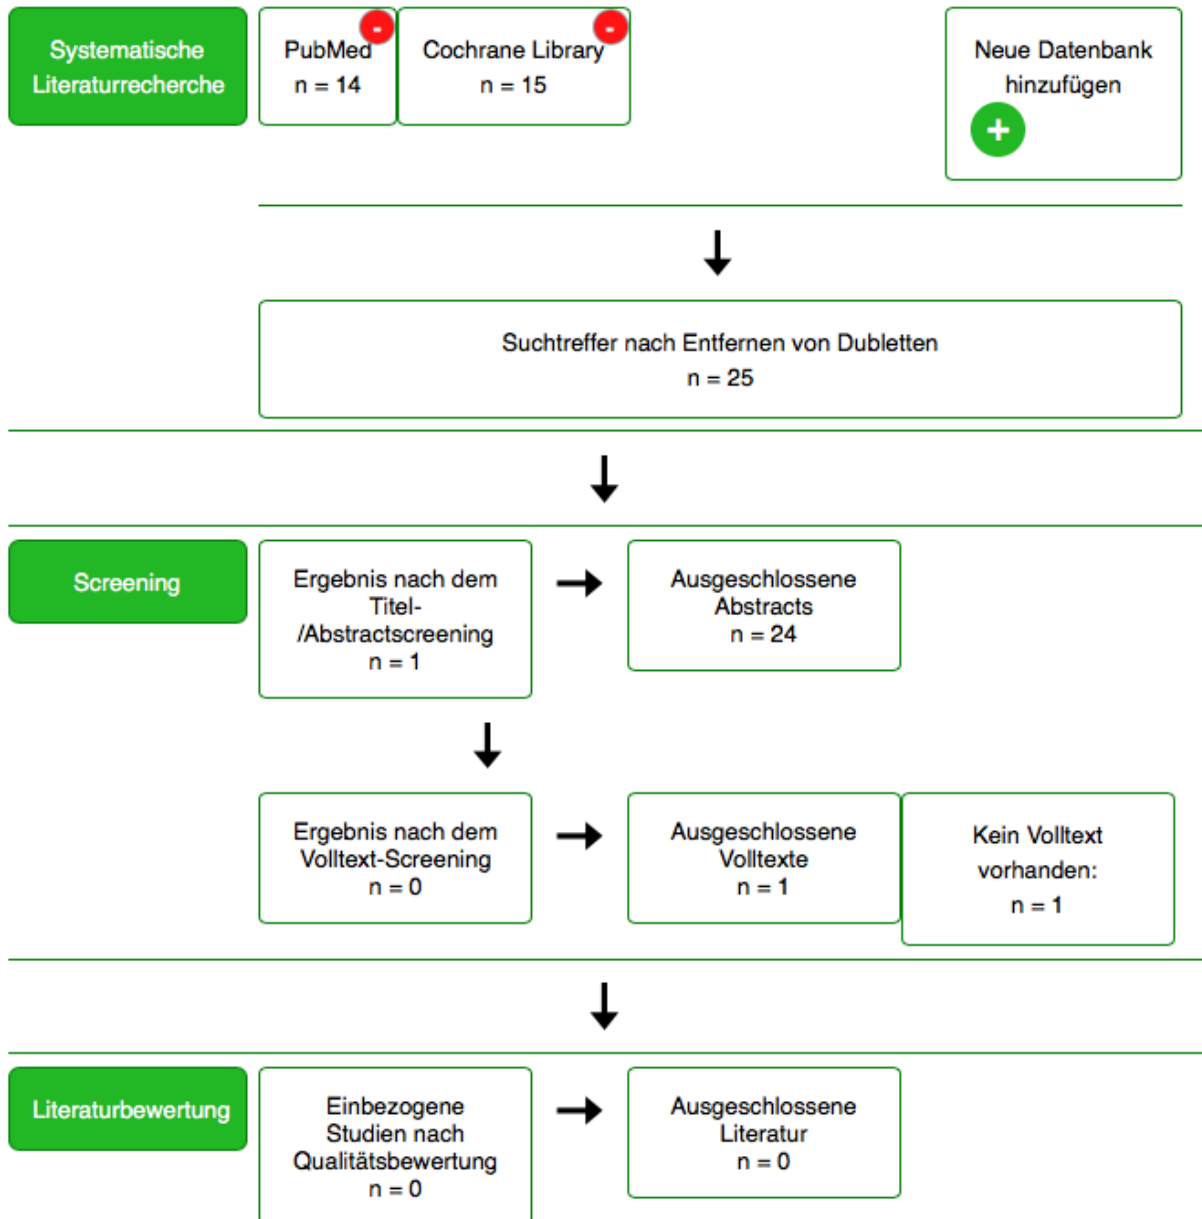 Systematische
Literaturrecherche
PubMed
n = 14
-
Cochrane Library
n = 15
-
Neue Datenbank
hinzufügen
+
Suchtreffer nach Entfernen von Dubletten
n = 25
Screening
Ergebnis nach dem
Titel-
/Abstractscreening
n = 1
Ausgeschlossene
Abstracts
n = 24
Ergebnis nach dem
Volltext-Screening
n = 0
Ausgeschlossene
Volltexte
n = 1
Kein Volltext
vorhanden:
n = 1
Literaturbewertung
Einbezogene
Studien nach
Qualitätsbewertung
n = 0
Ausgeschlossene
Literatur
n = 0